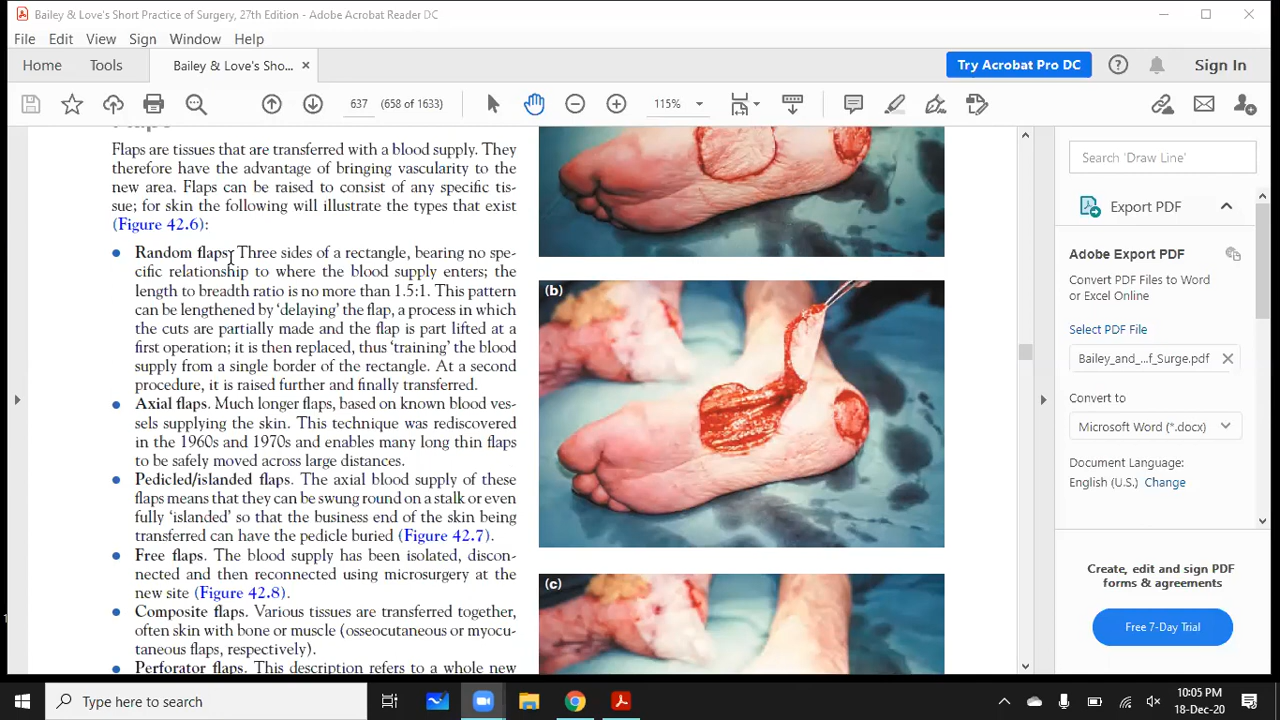 Bailey & Love's Short Practice of Surgery, 27th Edition - Adobe Acrobat Reader DC
File Edit View Sign Window Help
Home Tools Bailey & Love's Sho... × Try Acrobat Pro DC Sign In
637 (658 of 1633) 115%
Flaps are tissues that are transferred with a blood supply. They
therefore have the advantage of bringing vascularity to the
new area. Flaps can be raised to consist of any specific tis-
sue; for skin the following will illustrate the types that exist
(Figure 42.6):
• Random flaps. Three sides of a rectangle, bearing no spe-
cific relationship to where the blood supply enters; the
length to breadth ratio is no more than 1.5:1. This pattern
can be lengthened by 'delaying' the flap, a process in which
the cuts are partially made and the flap is part lifted at a
first operation; it is then replaced, thus 'training' the blood
supply from a single border of the rectangle. At a second
procedure, it is raised further and finally transferred.
• Axial flaps. Much longer flaps, based on known blood ves-
sels supplying the skin. This technique was rediscovered
in the 1960s and 1970s and enables many long thin flaps
to be safely moved across large distances.
• Pedicled/islanded flaps. The axial blood supply of these
flaps means that they can be swung round on a stalk or even
fully 'islanded' so that the business end of the skin being
transferred can have the pedicle buried (Figure 42.7).
• Free flaps. The blood supply has been isolated, discon-
nected and then reconnected using microsurgery at the
new site (Figure 42.8).
• Composite flaps. Various tissues are transferred together,
often skin with bone or muscle (osseocutaneous or myocu-
taneous flaps, respectively).
• Perforator flaps. This description refers to a whole new
(b)
(c)
Search 'Draw Line'
Export PDF
Adobe Export PDF
Convert PDF Files to Word
or Excel Online
Select PDF File
Bailey_and_...f_Surge.pdf
Convert to
Microsoft Word (*.docx)
Document Language:
English (U.S.) Change
Create, edit and sign PDF
forms & agreements
Free 7-Day Trial
Type here to search
10:05 PM
18-Dec-20